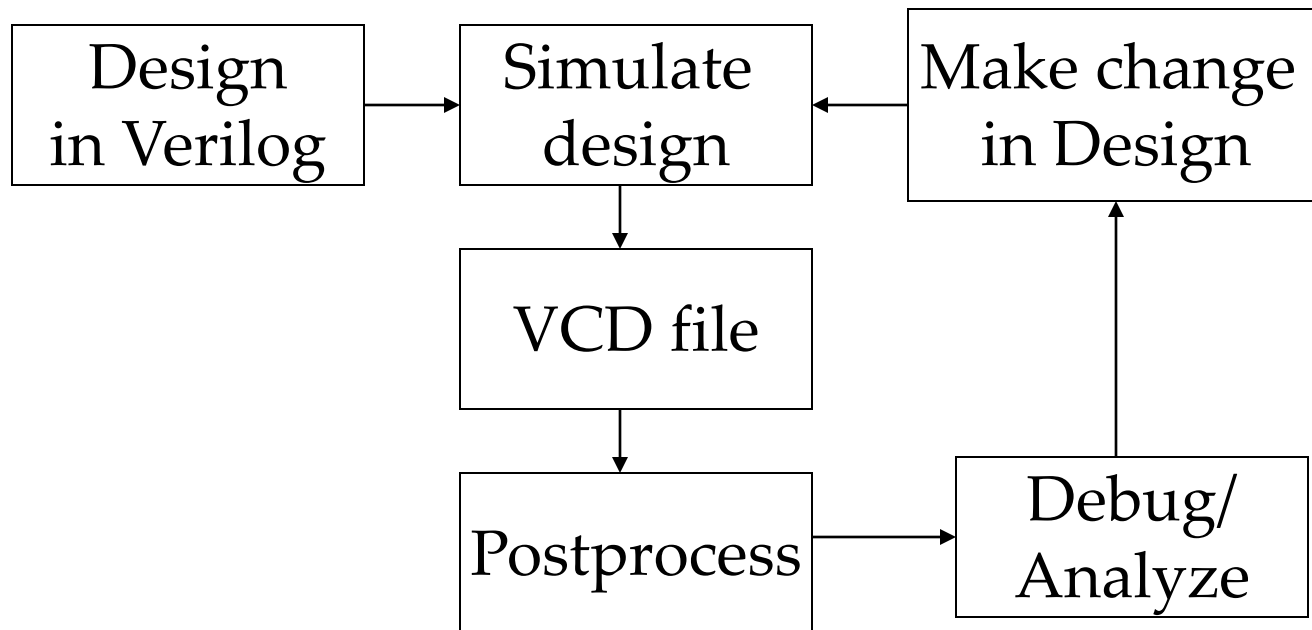 Design
in Verilog
Simulate
design
Make change
in Design
VCD file
Postprocess
Debug/
Analyze